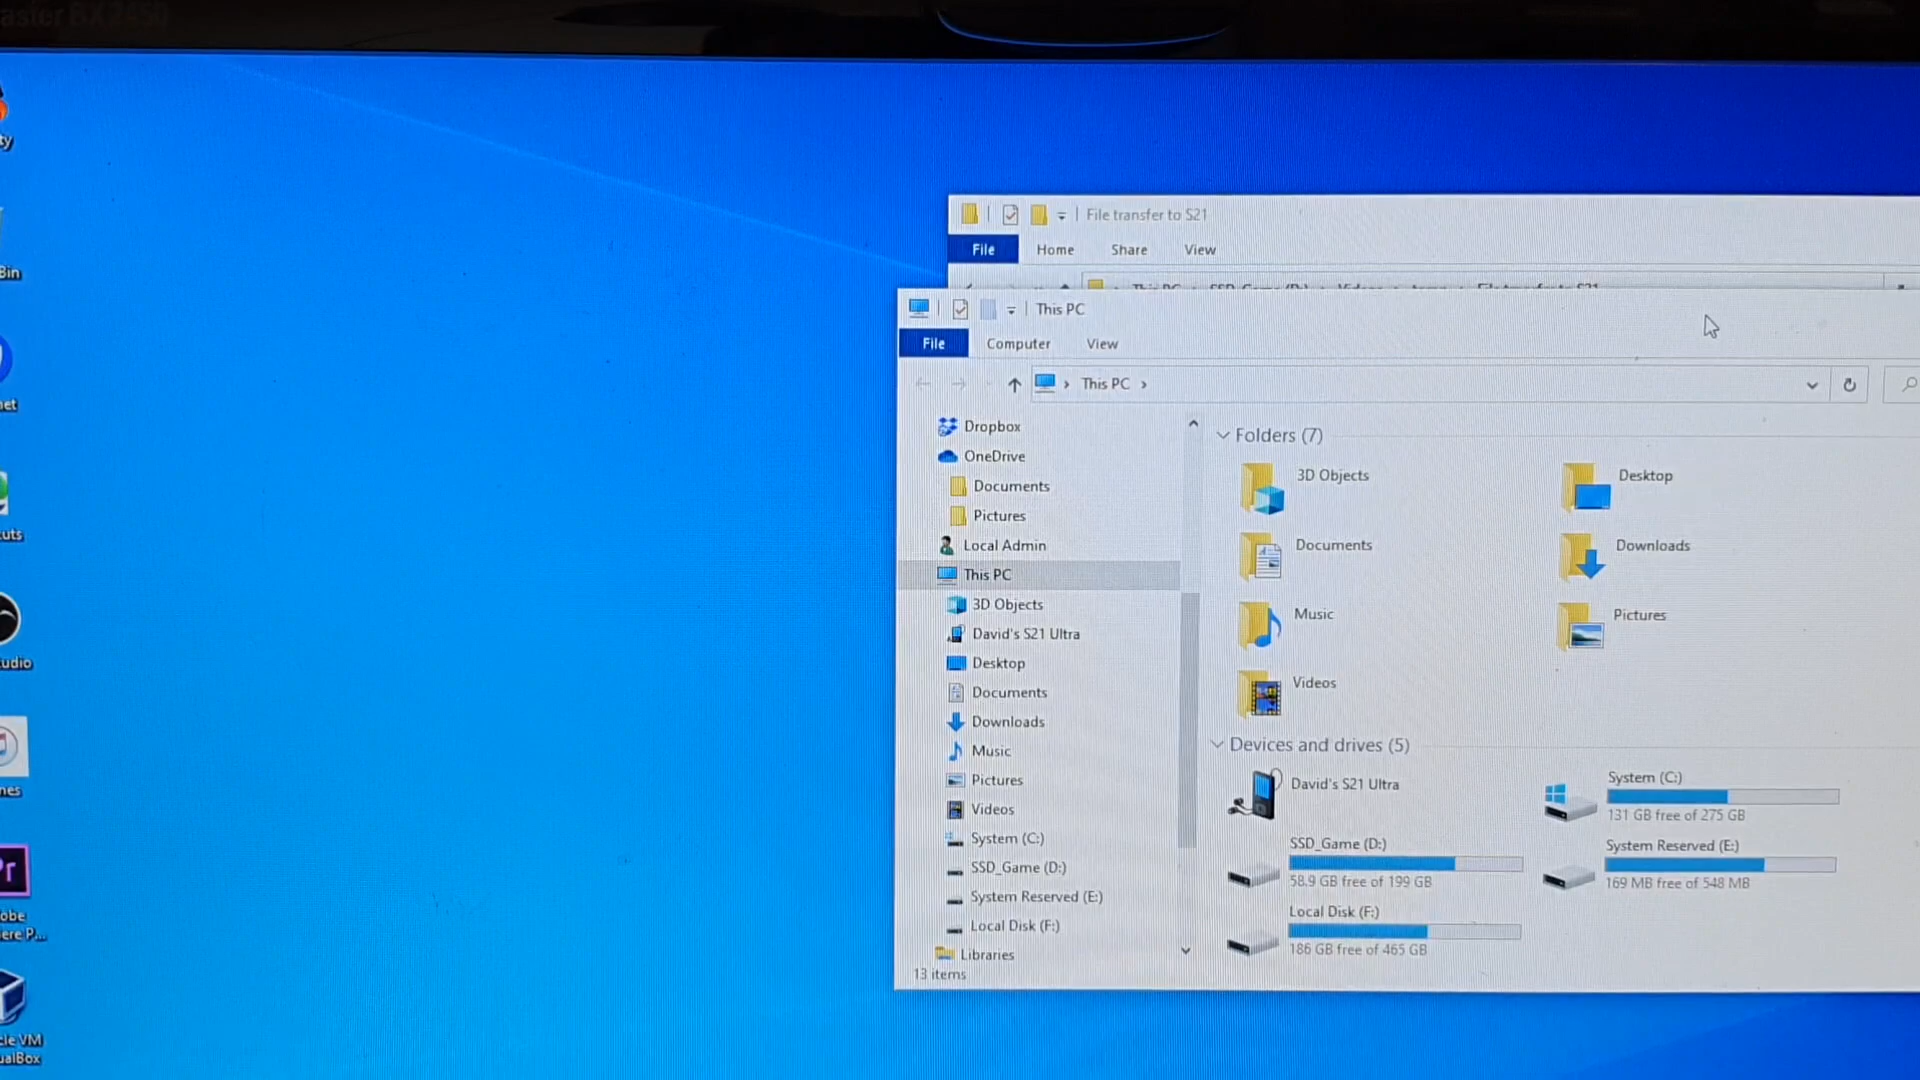 File transfer to S21
File Home Share View
This PC
File Computer View
This PC
Dropbox
OneDrive
Documents
Pictures
Local Admin
This PC
3D Objects
David's S21 Ultra
Desktop
Documents
Downloads
Music
Pictures
Videos
System (C:)
SSD_Game (D:)
System Reserved (E:)
Local Disk (F:)
Libraries
13 items
Folders (7)
3D Objects
Desktop
Documents
Downloads
Music
Pictures
Videos
Devices and drives (5)
David's S21 Ultra
System (C:)
131 GB free of 275 GB
SSD_Game (D:)
58.9 GB free of 199 GB
System Reserved (E:)
169 MB free of 548 MB
Local Disk (F:)
186 GB free of 465 GB
Bin
Pr
ere P...
VM